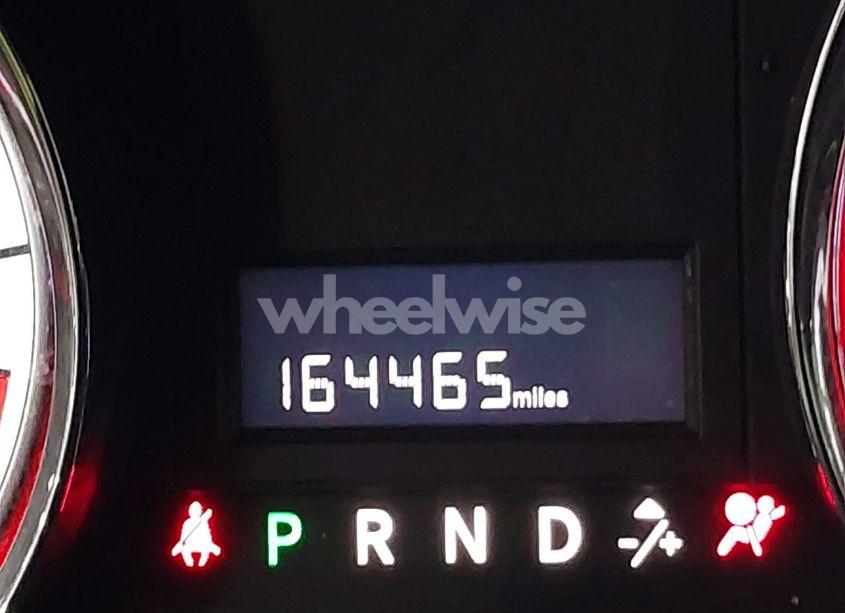 wheelwise
164465miles
P R N D -/+